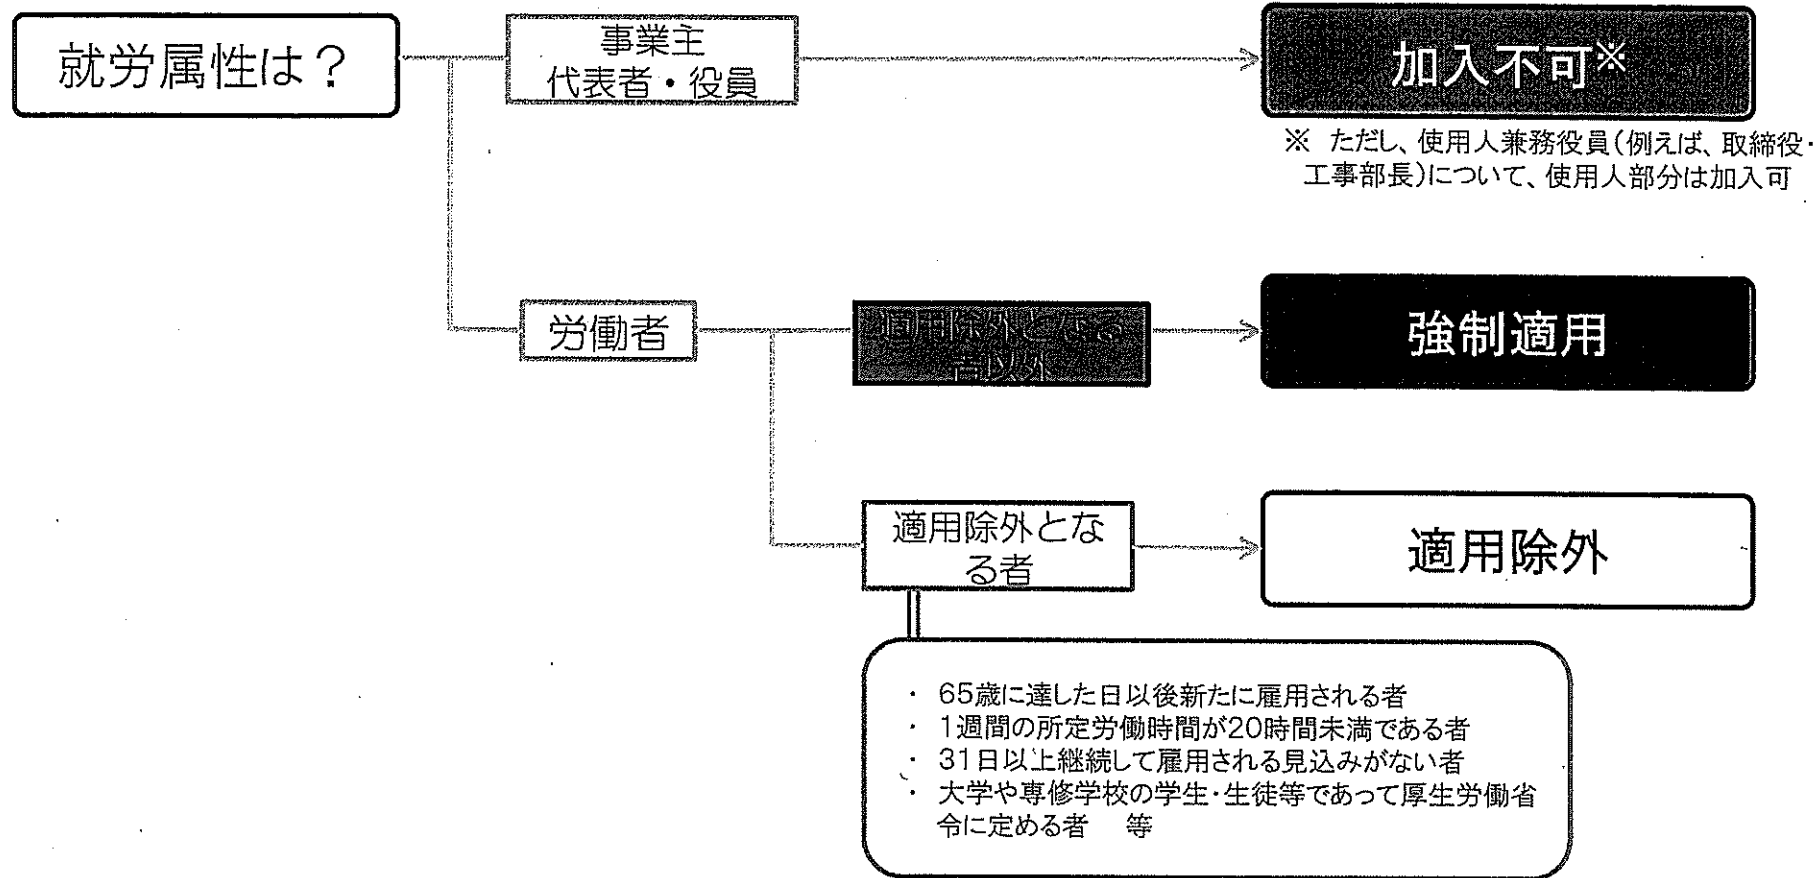 就労属性は？
事業主
代表者・役員
加入不可※
※ ただし、使用人兼務役員(例えば、取締役・
工事部長)について、使用人部分は加入可
労働者
適用除外となる
者以外
強制適用
適用除外とな
る者
適用除外
・ 65歳に達した日以後新たに雇用される者
・ 1週間の所定労働時間が20時間未満である者
・ 31日以上継続して雇用される見込みがない者
・ 大学や専修学校の学生・生徒等であって厚生労働省
令に定める者　等